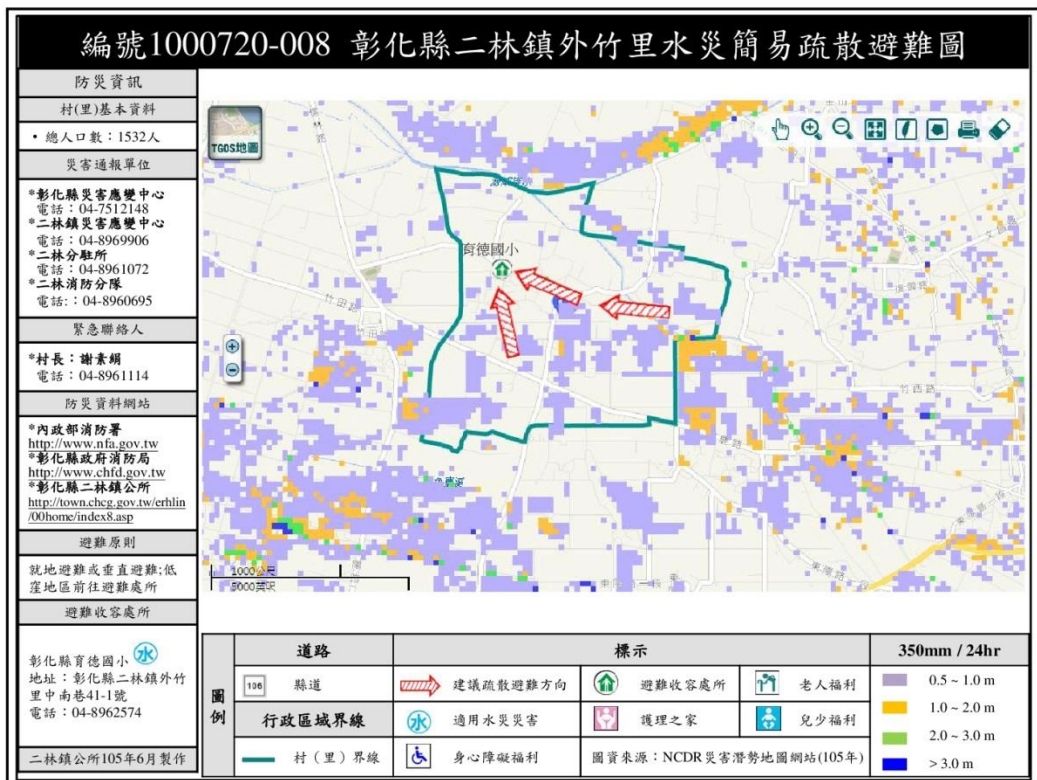 編號1000720-008 彰化縣二林鎮外竹里水災簡易疏散避難圖
防災資訊
村(里)基本資料
• 總人口數：1532人
災害通報單位
*彰化縣災害應變中心
電話：04-7512148
*二林鎮災害應變中心
電話：04-8969906
*二林分駐所
電話：04-8961072
*二林消防分隊
電話:：04-8960695
緊急聯絡人
*村長：謝素絹
電話：04-8961114
防災資料網站
*內政部消防署
http://www.nfa.gov.tw
*彰化縣政府消防局
http://www.chfd.gov.tw
*彰化縣二林鎮公所
http://town.chcg.gov.tw/erhlin
/00home/index8.asp
避難原則
就地避難或垂直避難;低
窪地區前往避難處所
避難收容處所
彰化縣育德國小 水
地址：彰化縣二林鎮外竹
里中南巷41-1號
電話：04-8962574
二林鎮公所105年6月製作
TGOS地圖
育德國小
竹田路
竹西路
1000公尺
5000英呎
圖例
道路
106 縣道
行政區域界線
村（里）界線
標示
建議疏散避難方向
避難收容處所
老人福利
水 適用水災災害
護理之家
兒少福利
身心障礙福利
圖資來源：NCDR災害潛勢地圖網站(105年)
350mm / 24hr
0.5 ~ 1.0 m
1.0 ~ 2.0 m
2.0 ~ 3.0 m
> 3.0 m